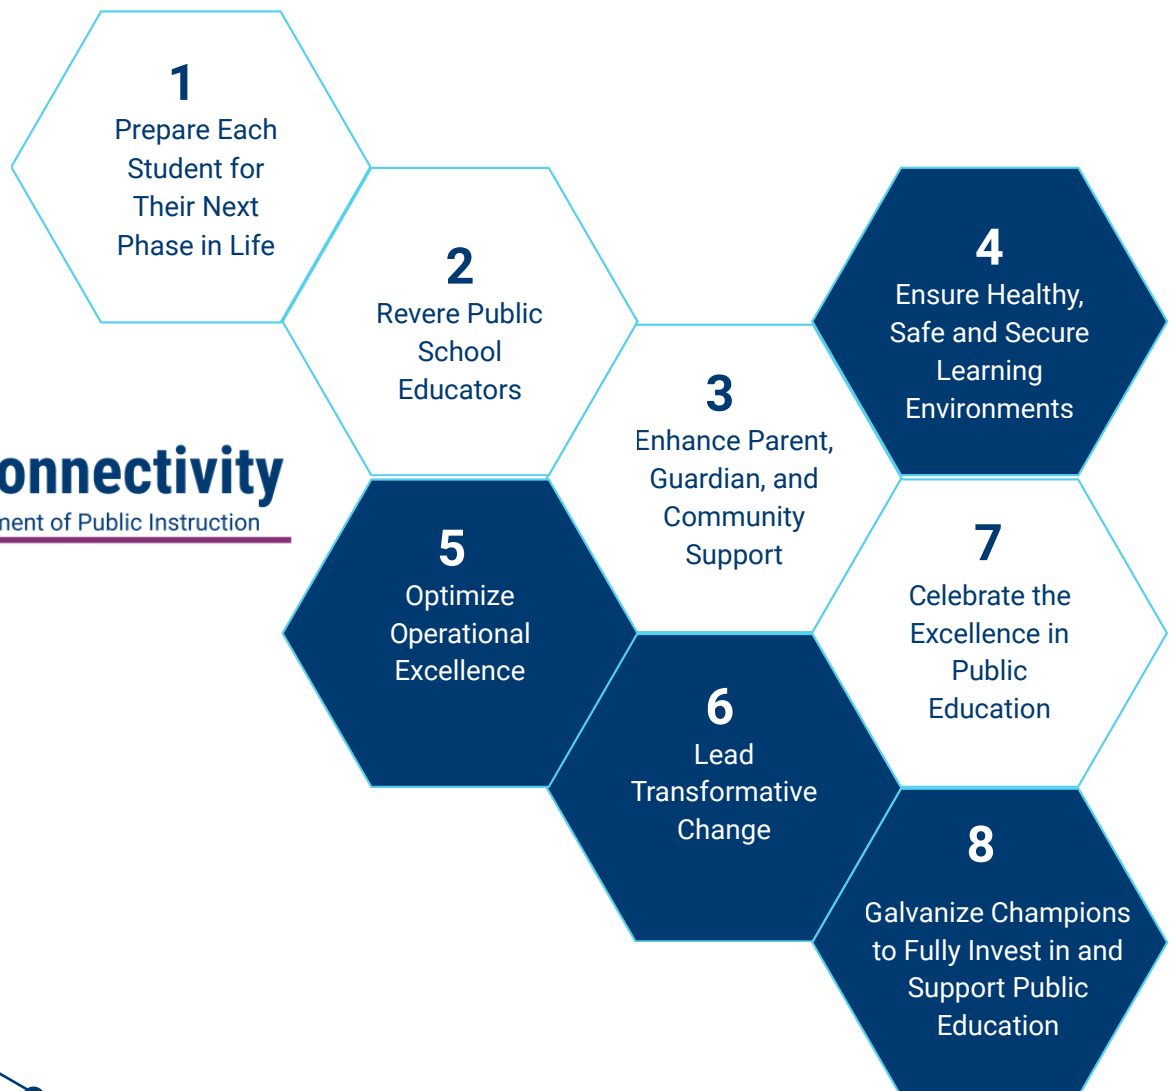 1
Prepare Each
Student for
Their Next
Phase in Life
2
Revere Public
School
Educators
3
Enhance Parent,
Guardian, and
Community
Support
4
Ensure Healthy,
Safe and Secure
Learning
Environments
onnectivity
ment of Public Instruction
5
Optimize
Operational
Excellence
6
Lead
Transformative
Change
7
Celebrate the
Excellence in
Public
Education
8
Galvanize Champions
to Fully Invest in and
Support Public
Education